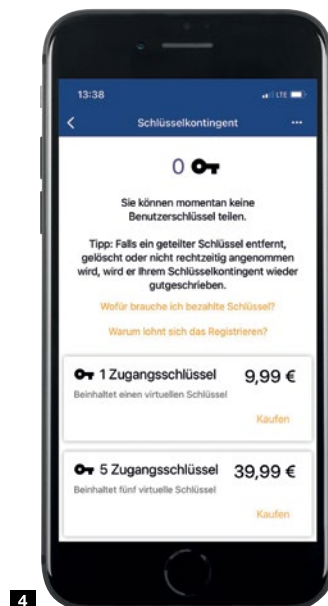 13:38
LTE
Schlüsselkontingent
0
Sie können momentan keine
Benutzerschlüssel teilen.
Tipp: Falls ein geteilter Schlüssel entfernt,
gelöscht oder nicht rechtzeitig angenommen
wird, wird er Ihrem Schlüsselkontingent wieder
gutgeschrieben.
Wofür brauche ich bezahlte Schlüssel?
Warum lohnt sich das Registrieren?
1 Zugangsschlüssel 9,99 €
Beinhaltet einen virtuellen Schlüssel
Kaufen
5 Zugangsschlüssel 39,99 €
Beinhaltet fünf virtuelle Schlüssel
Kaufen
4